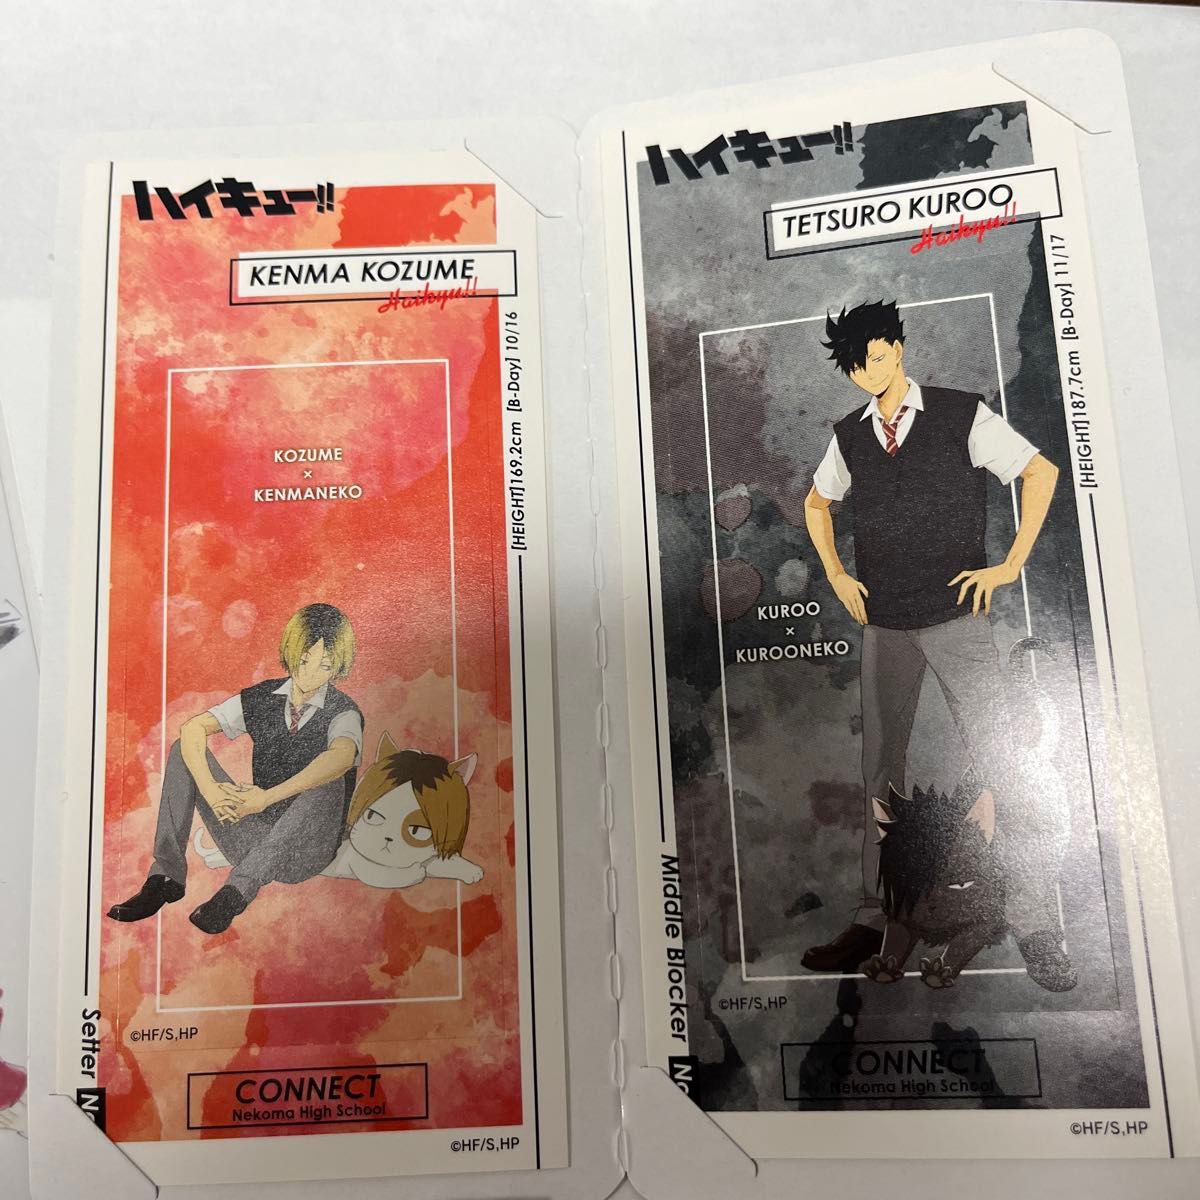 ハイキュー!!
KENMA KOZUME
Haikyu!!
[HEIGHT]169.2cm [B-Day] 10/16
KOZUME
×
KENMANEKO
Setter
©HF/S,HP
CONNECT
Nekoma High School
©HF/S,HP
ハイキュー!!
TETSURO KUROO
Haikyu!!
[HEIGHT]187.7cm [B-Day] 11/17
KUROO
×
KUROONEKO
Middle Blocker
©HF/S,HP
CONNECT
Nekoma High School
©HF/S,HP